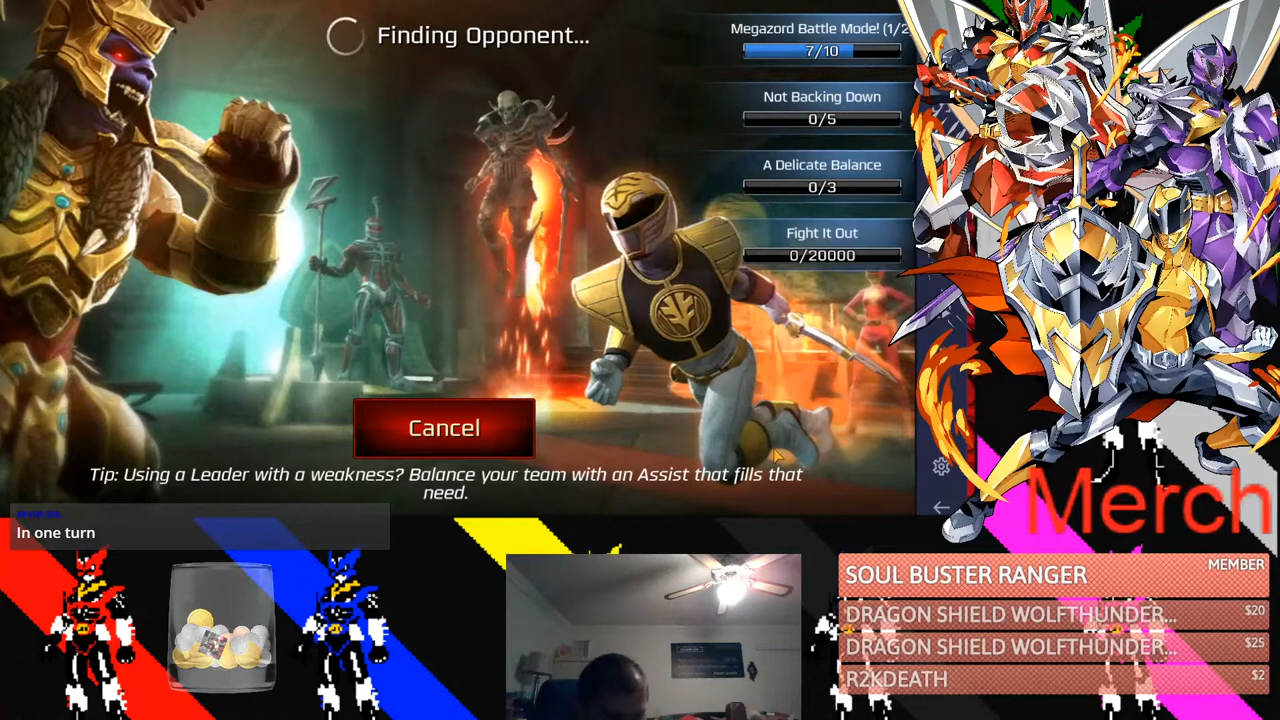 Finding Opponent...
Megazord Battle Mode! (1/2
7/10
Not Backing Down
0/5
A Delicate Balance
0/3
Fight It Out
0/20000
Cancel
Tip: Using a Leader with a weakness? Balance your team with an Assist that fills that
need.
In one turn
Merch
SOUL BUSTER RANGER
MEMBER
DRAGON SHIELD WOLFTHUNDER...
$20
DRAGON SHIELD WOLFTHUNDER...
$25
R2KDEATH
$2